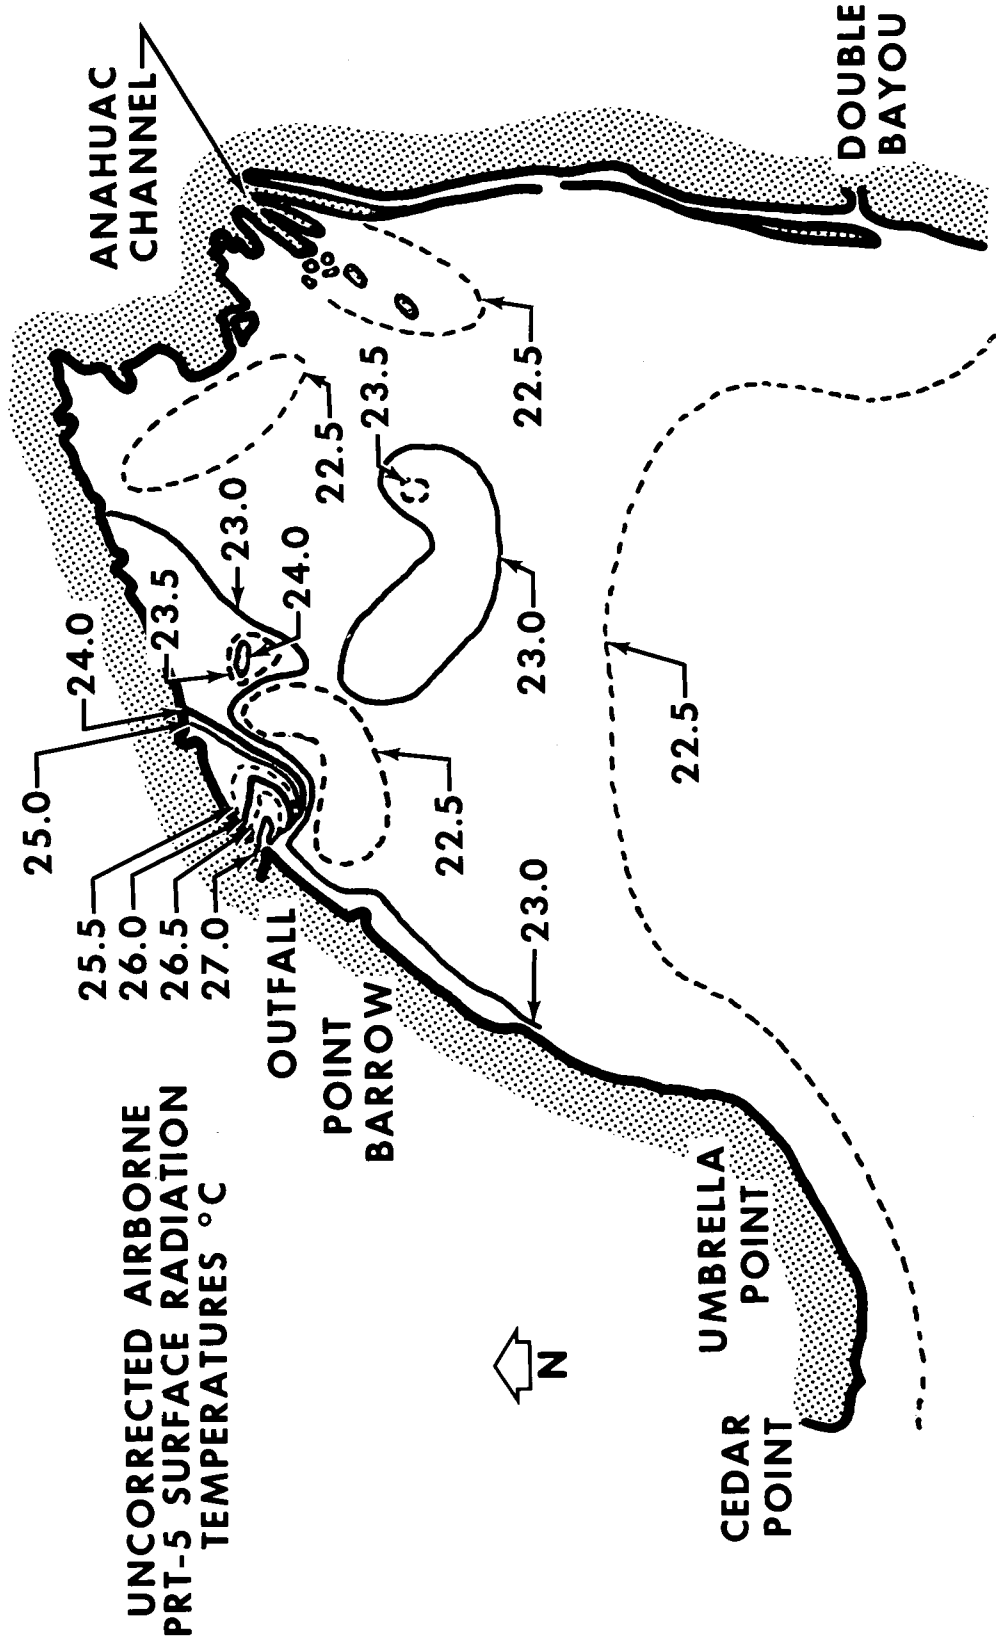 UNCORRECTED AIRBORNE
PRT-5 SURFACE RADIATION
TEMPERATURES °C
25.0
24.0
25.5
26.0
26.5
27.0
23.5
23.0
24.0
22.5
23.5
22.5
22.5
23.0
23.0
22.5
ANAHUAC
CHANNEL
OUTFALL
POINT
BARROW
UMBRELLA
POINT
CEDAR
POINT
DOUBLE
BAYOU
N